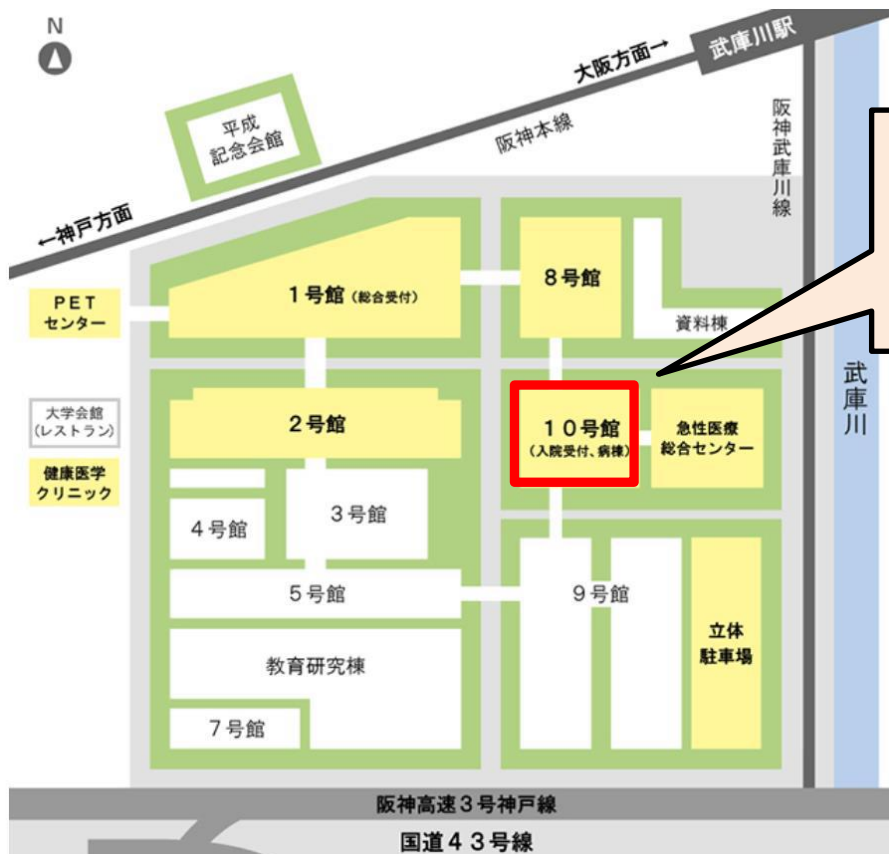 N
武庫川駅
大阪方面→
阪神本線
阪神武庫川線
平成
記念会館
←神戸方面
1号館（総合受付）
8号館
PET
センター
資料棟
武庫川
大学会館
(レストラン)
2号館
10号館
(入院受付、病棟)
急性医療
総合センター
健康医学
クリニック
3号館
4号館
5号館
9号館
立体
駐車場
教育研究棟
7号館
阪神高速3号神戸線
国道43号線